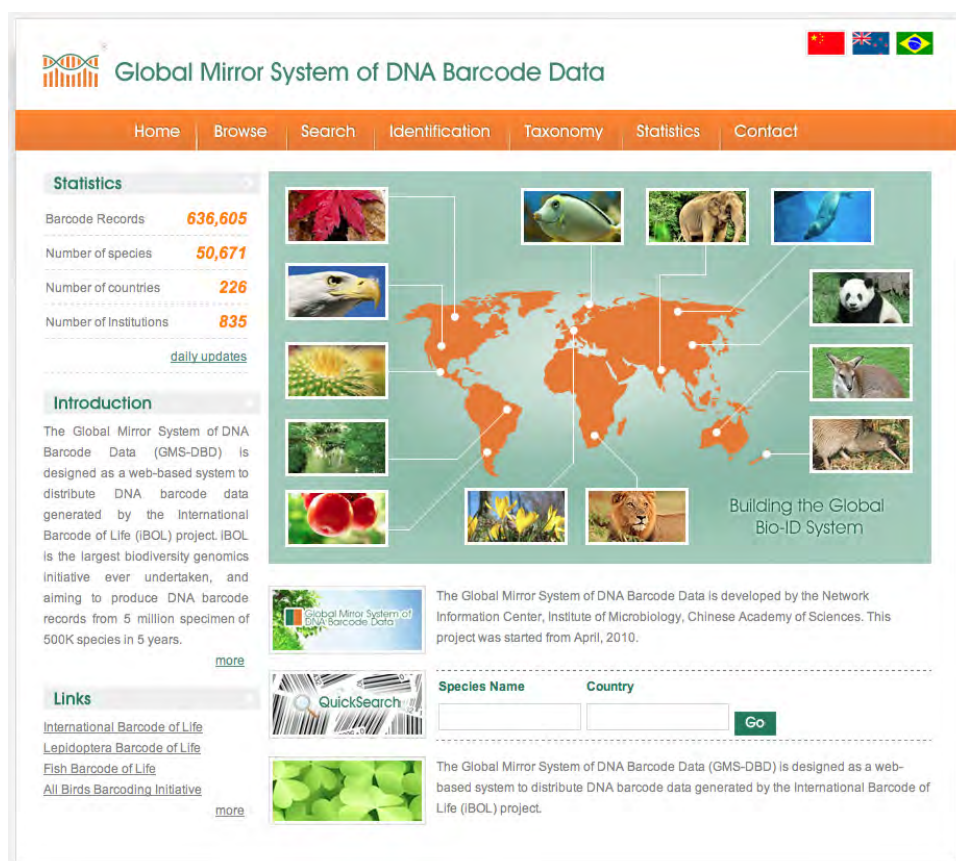 ®
Global Mirror System of DNA Barcode Data
Home Browse Search Identification Taxonomy Statistics Contact
Statistics
Barcode Records 636,605
Number of species 50,671
Number of countries 226
Number of Institutions 835
daily updates
Introduction
The Global Mirror System of DNA
Barcode Data (GMS-DBD) is
designed as a web-based system to
distribute DNA barcode data
generated by the International
Barcode of Life (iBOL) project. iBOL
is the largest biodiversity genomics
initiative ever undertaken, and
aiming to produce DNA barcode
records from 5 million specimen of
500K species in 5 years.
more
Links
International Barcode of Life
Lepidoptera Barcode of Life
Fish Barcode of Life
All Birds Barcoding Initiative
more
Building the Global
Bio-ID System
Global Mirror System of
DNA Barcode Data
The Global Mirror System of DNA Barcode Data is developed by the Network
Information Center, Institute of Microbiology, Chinese Academy of Sciences. This
project was started from April, 2010.
QuickSearch
Species Name Country
Go
The Global Mirror System of DNA Barcode Data (GMS-DBD) is designed as a web-
based system to distribute DNA barcode data generated by the International Barcode of
Life (iBOL) project.